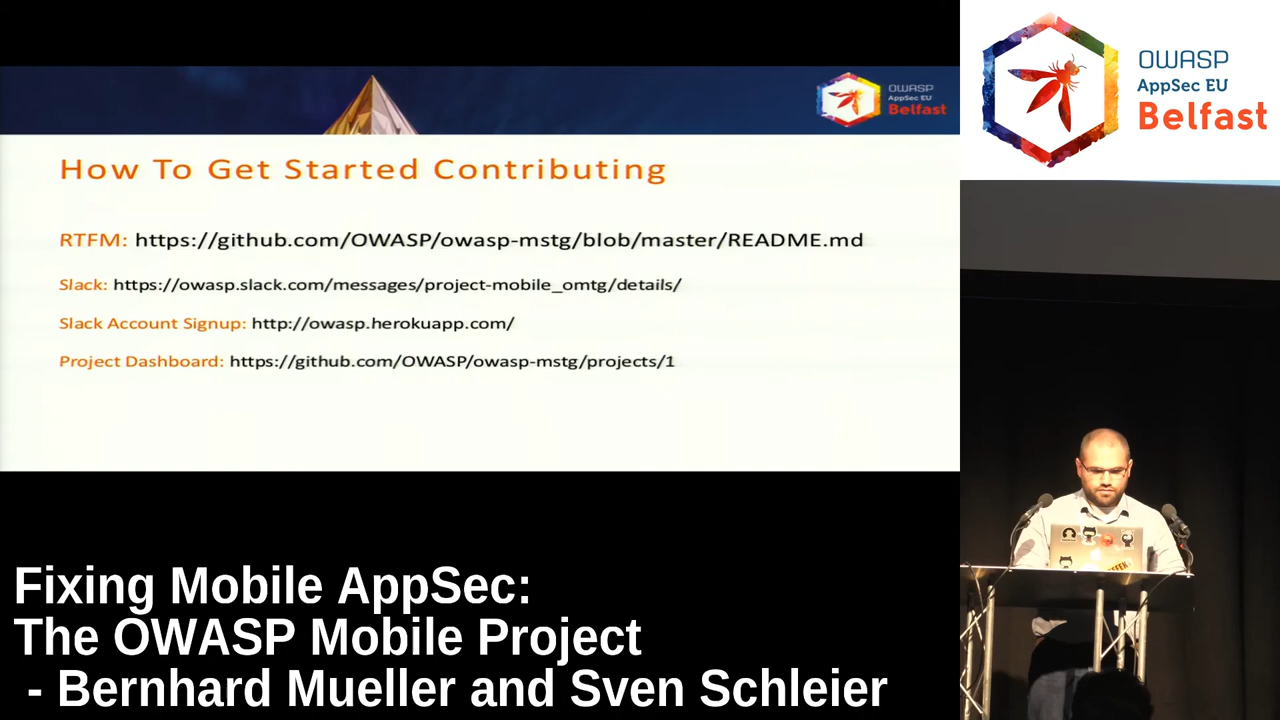 OWASP
AppSec EU
Belfast
How To Get Started Contributing
RTFM: https://github.com/OWASP/owasp-mstg/blob/master/README.md
Slack: https://owasp.slack.com/messages/project-mobile_omtg/details/
Slack Account Signup: http://owasp.herokuapp.com/
Project Dashboard: https://github.com/OWASP/owasp-mstg/projects/1
OWASP
AppSec EU
Belfast
Fixing Mobile AppSec:
The OWASP Mobile Project
- Bernhard Mueller and Sven Schleier